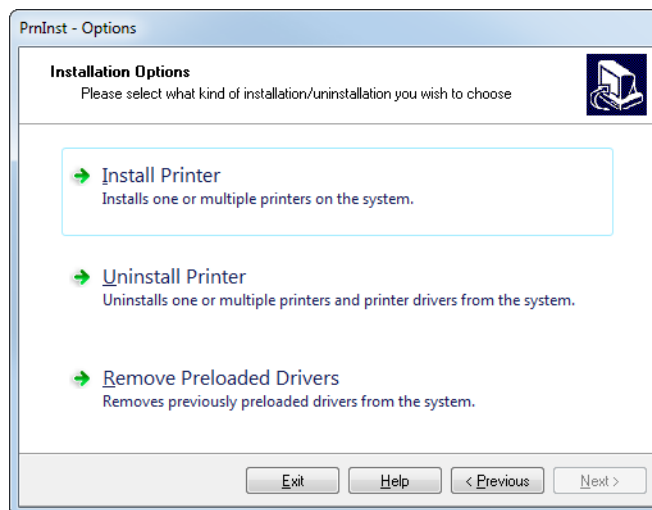 PrnInst - Options
Installation Options
Please select what kind of installation/uninstallation you wish to choose
Install Printer
Installs one or multiple printers on the system.
Uninstall Printer
Uninstalls one or multiple printers and printer drivers from the system.
Remove Preloaded Drivers
Removes previously preloaded drivers from the system.
Exit Help < Previous Next >